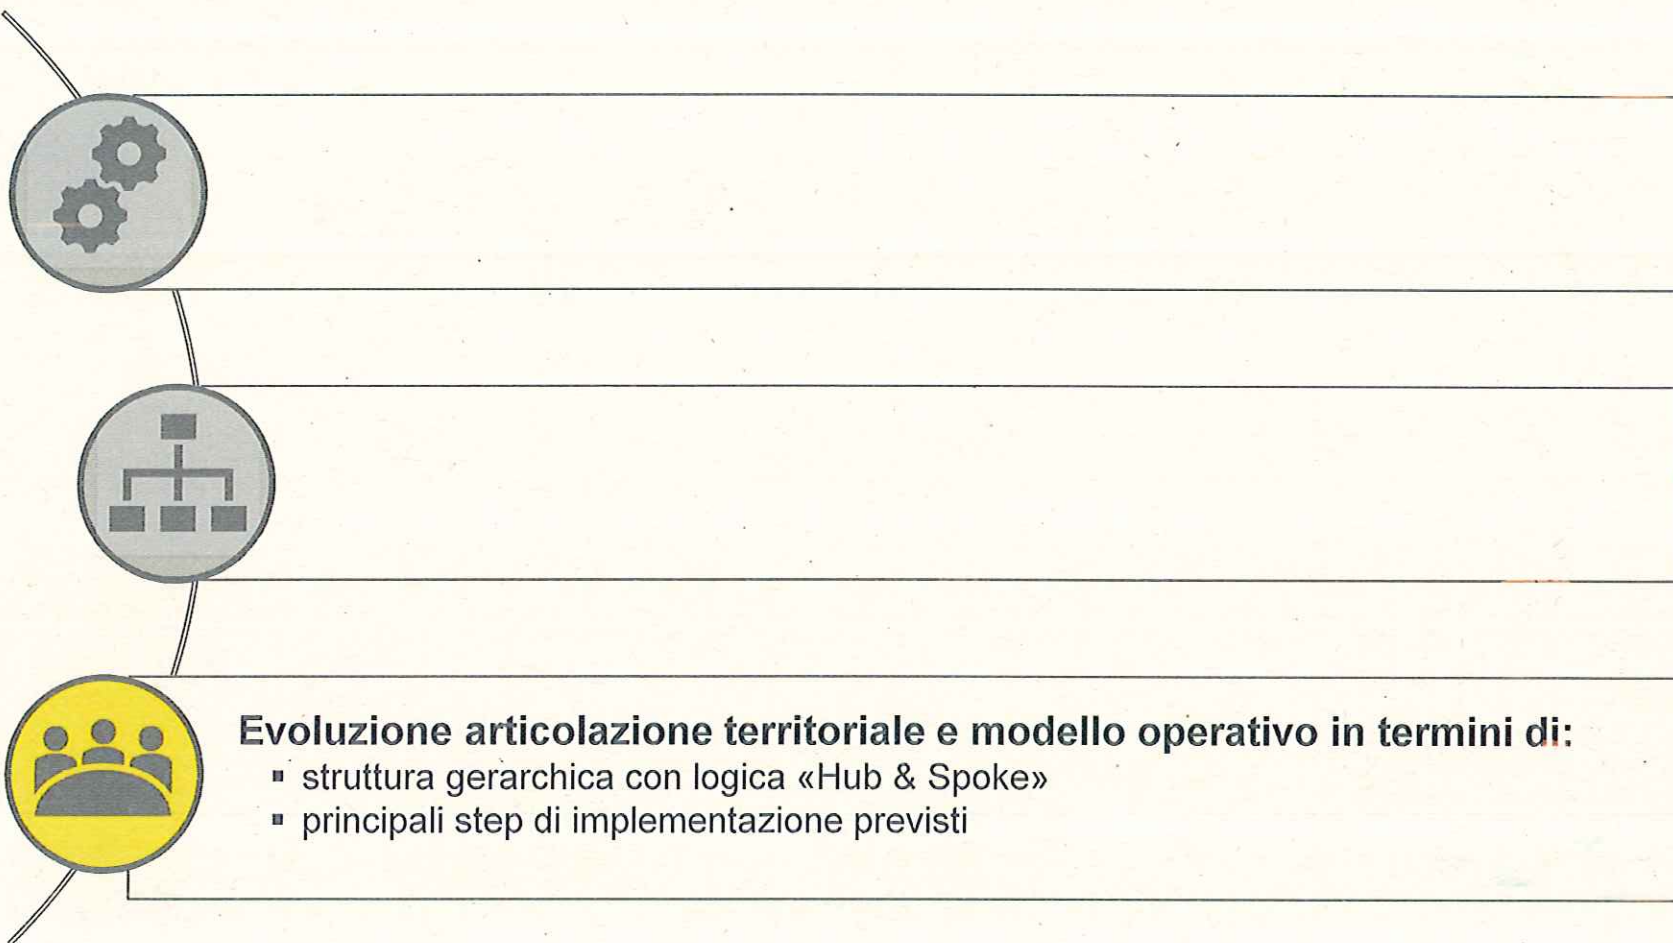 Evoluzione articolazione territoriale e modello operativo in termini di:
▪ struttura gerarchica con logica «Hub & Spoke»
▪ principali step di implementazione previsti